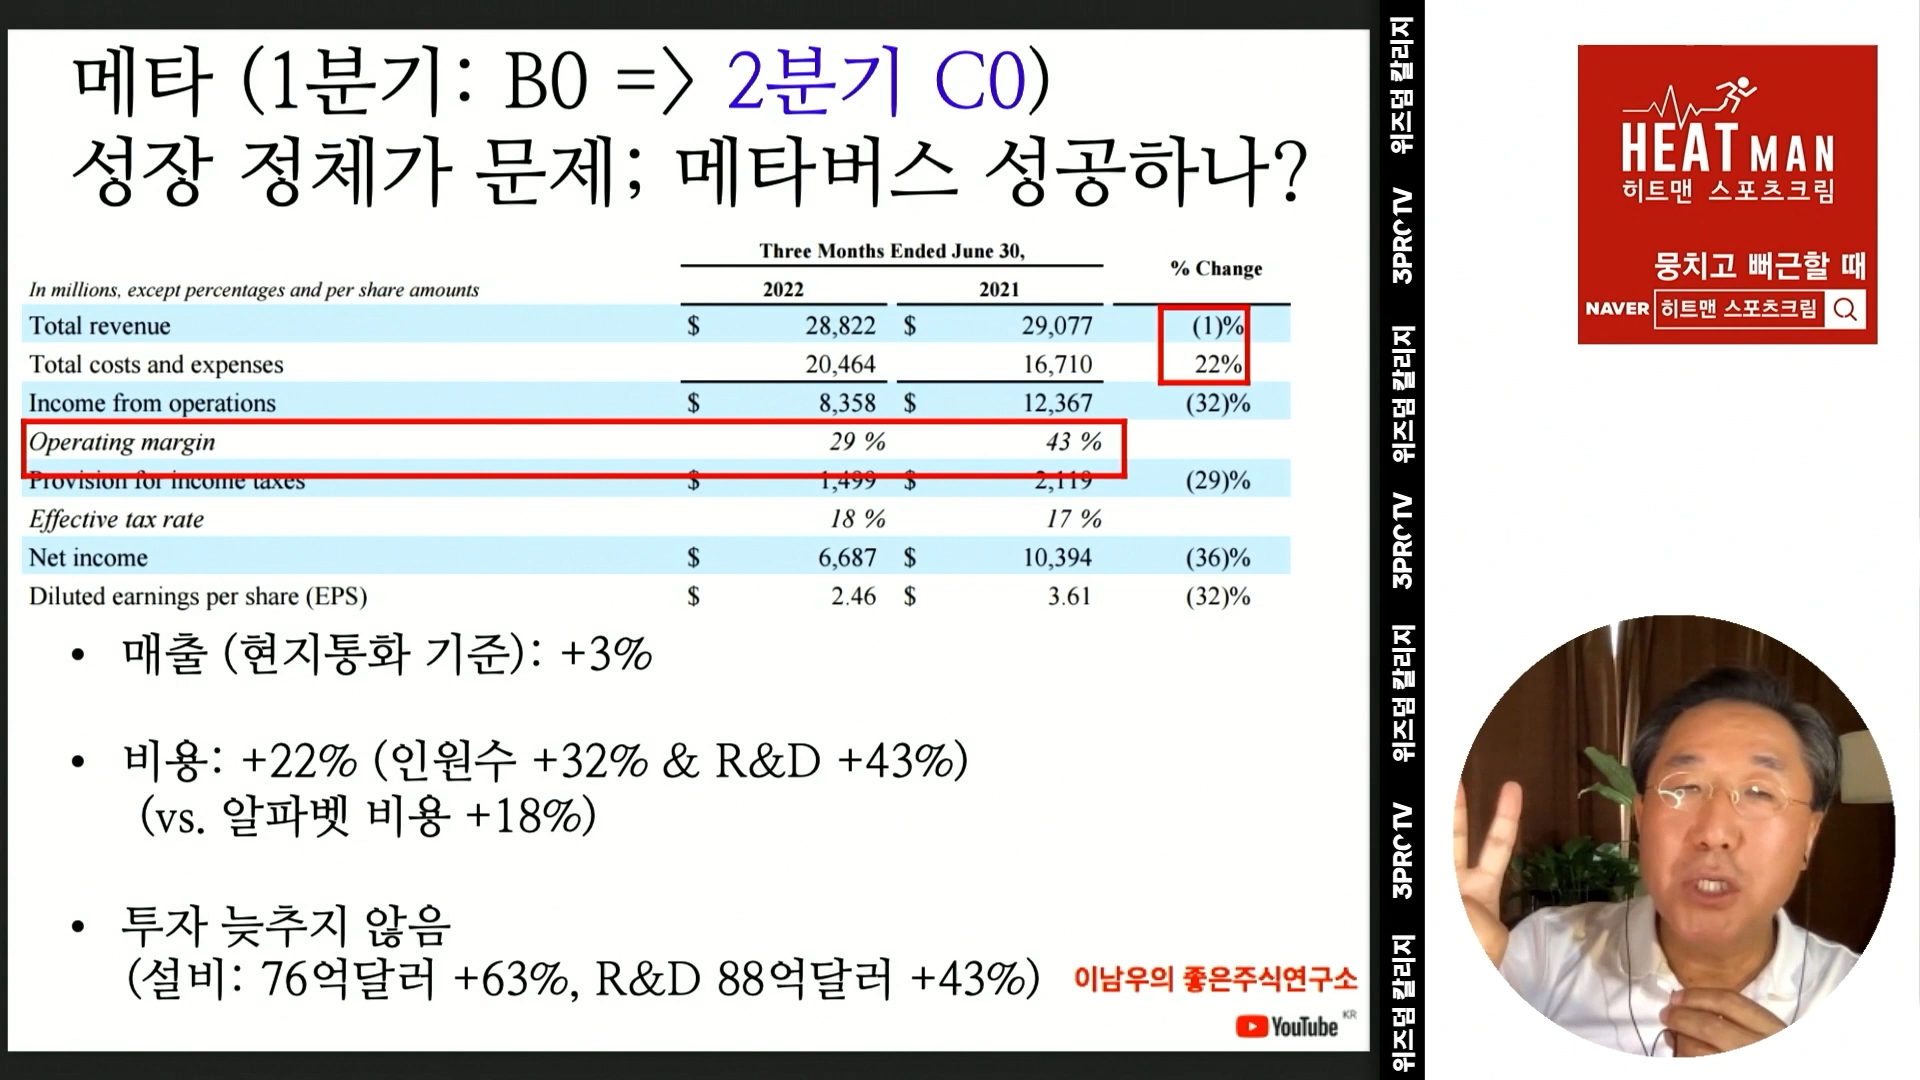 메타 (1분기: B0 => 2분기 C0)
성장 정체가 문제; 메타버스 성공하나?
Three Months Ended June 30,
% Change
In millions, except percentages and per share amounts 2022 2021
Total revenue $ 28,822 $ 29,077 (1)%
Total costs and expenses 20,464 16,710 22%
Income from operations $ 8,358 $ 12,367 (32)%
Operating margin 29 % 43 %
Provision for income taxes $ 1,499 $ 2,119 (29)%
Effective tax rate 18 % 17 %
Net income $ 6,687 $ 10,394 (36)%
Diluted earnings per share (EPS) $ 2.46 $ 3.61 (32)%
• 매출 (현지통화 기준): +3%
• 비용: +22% (인원수 +32% & R&D +43%)
(vs. 알파벳 비용 +18%)
• 투자 늦추지 않음
(설비: 76억달러 +63%, R&D 88억달러 +43%)
이남우의 좋은주식연구소
YouTube KR
위즈덤 칼리지
3PROTV
위즈덤 칼리지
3PROTV
위즈덤 칼리지
3PROTV
위즈덤 칼리지
HEAT MAN
히트맨 스포츠크림
뭉치고 뻐근할 때
NAVER 히트맨 스포츠크림